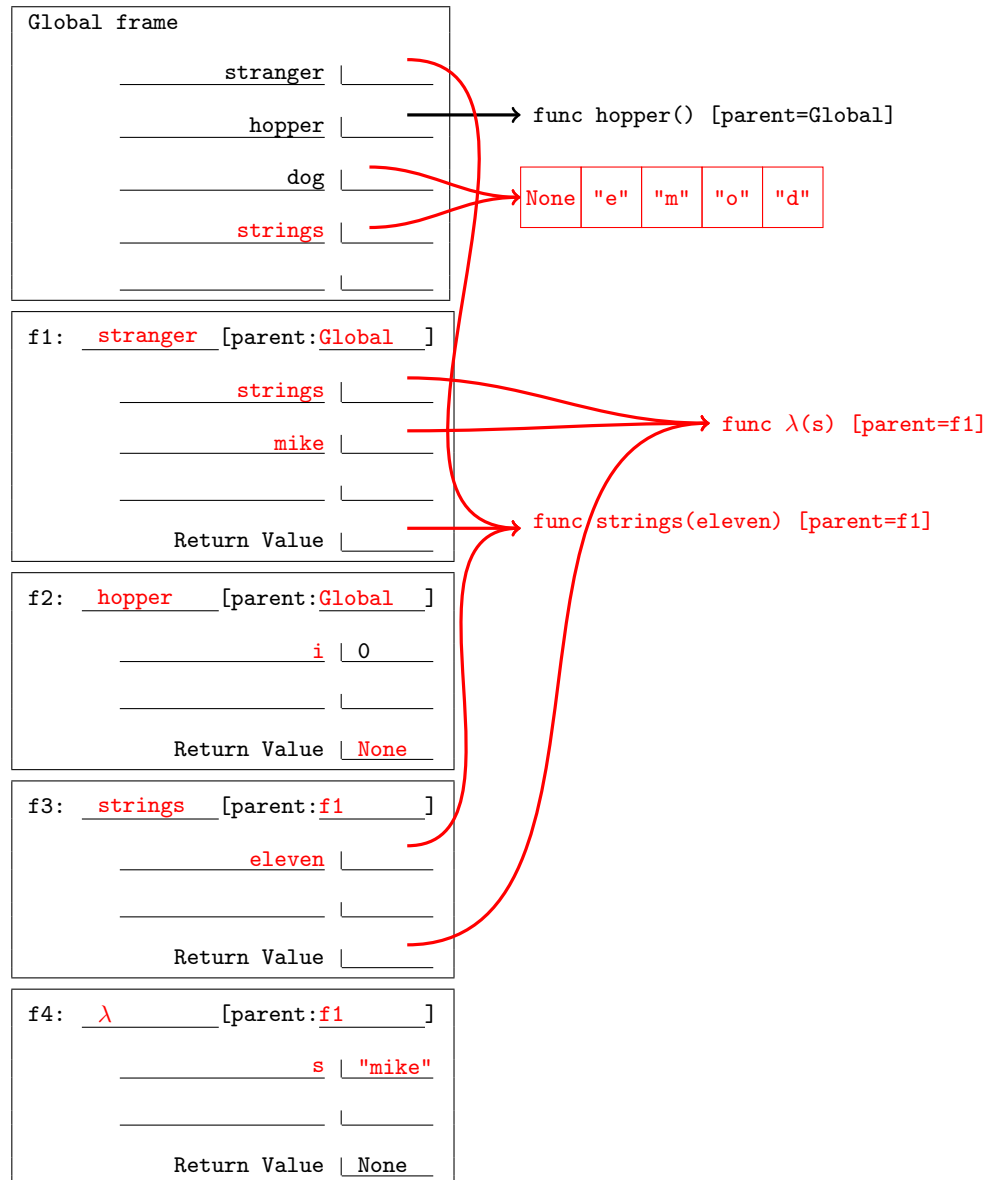 Global frame
stranger
hopper
func hopper() [parent=Global]
dog
None "e" "m" "o" "d"
strings
f1: stranger [parent:Global ]
strings
func λ(s) [parent=f1]
mike
func strings(eleven) [parent=f1]
Return Value
f2: hopper [parent:Global ]
i 0
Return Value None
f3: strings [parent:f1 ]
eleven
Return Value
f4: λ [parent:f1 ]
s "mike"
Return Value None